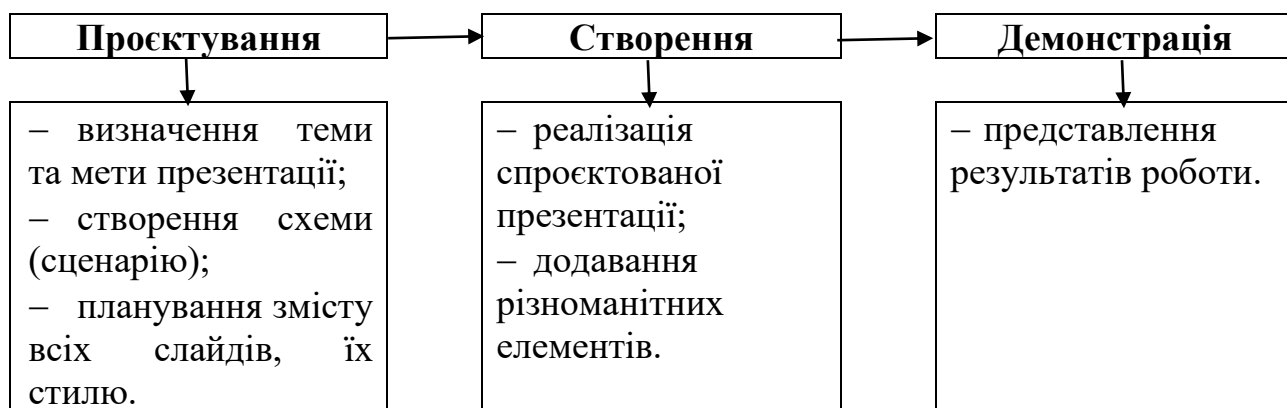 Проєктування
Створення
Демонстрація
– визначення теми
та мети презентації;
– створення схеми
(сценарію);
– планування змісту
всіх слайдів, їх
стилю.
– реалізація
спроєктованої
презентації;
– додавання
різноманітних
елементів.
– представлення
результатів роботи.